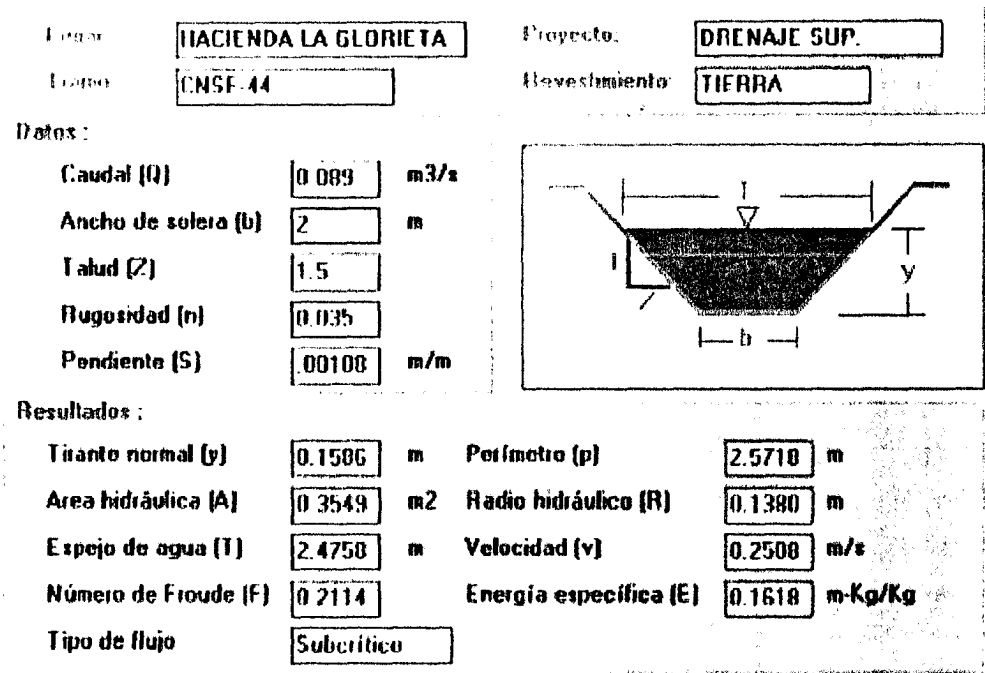 Lugar: HACIENDA LA GLORIETA Proyecto: DRENAJE SUP.
Tramo: CNSE-44 Revestimiento: TIERRA
Datos :
Caudal (Q) 0.089 m3/s
Ancho de solera (b) 2 m
Talud (Z) 1.5
Rugosidad (n) 0.035
Pendiente (S) .00108 m/m
T
1
y
Z
b
Resultados :
Tirante normal (y) 0.1586 m Perímetro (p) 2.5718 m
Area hidráulica (A) 0.3549 m2 Radio hidráulico (R) 0.1380 m
Espejo de agua (T) 2.4758 m Velocidad (v) 0.2508 m/s
Número de Froude (F) 0.2114 Energía específica (E) 0.1618 m-Kg/Kg
Tipo de flujo Subcrítico